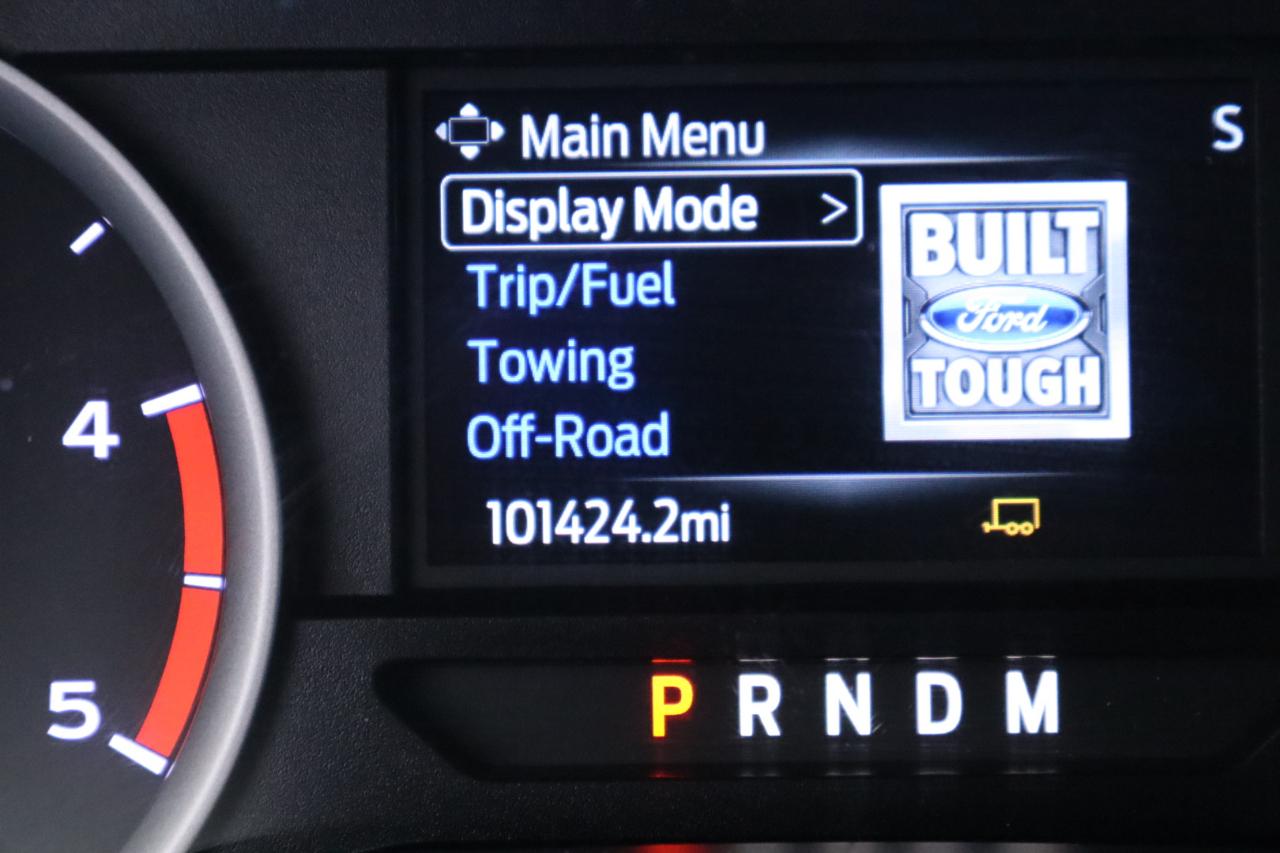 Main Menu
S
Display Mode >
Trip/Fuel
Towing
Off-Road
101424.2mi
BUILT
Ford
TOUGH
4
5
P R N D M